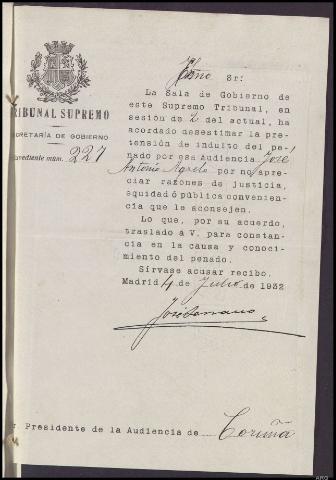 TRIBUNAL SUPREMO
SECRETARÍA DE GOBIERNO
Expediente núm. 227
Excmo Sr:
La Sala de Gobierno de
este Supremo Tribunal, en
sesión de 2 del actual, ha
acordado desestimar la pre-
tensión de indulto del pe-
nado por esa Audiencia José
Antonio Agrelo por no apre-
ciar razones de justicia,
equidad ó pública convenien-
cia que le aconsejen.
Lo que, por su acuerdo,
traslado á V. para constan-
cia en la causa y conoci-
miento del penado.
Sírvase acusar recibo.
Madrid 4 de Julio de 1932
r. Presidente de la Audiencia de Coruña